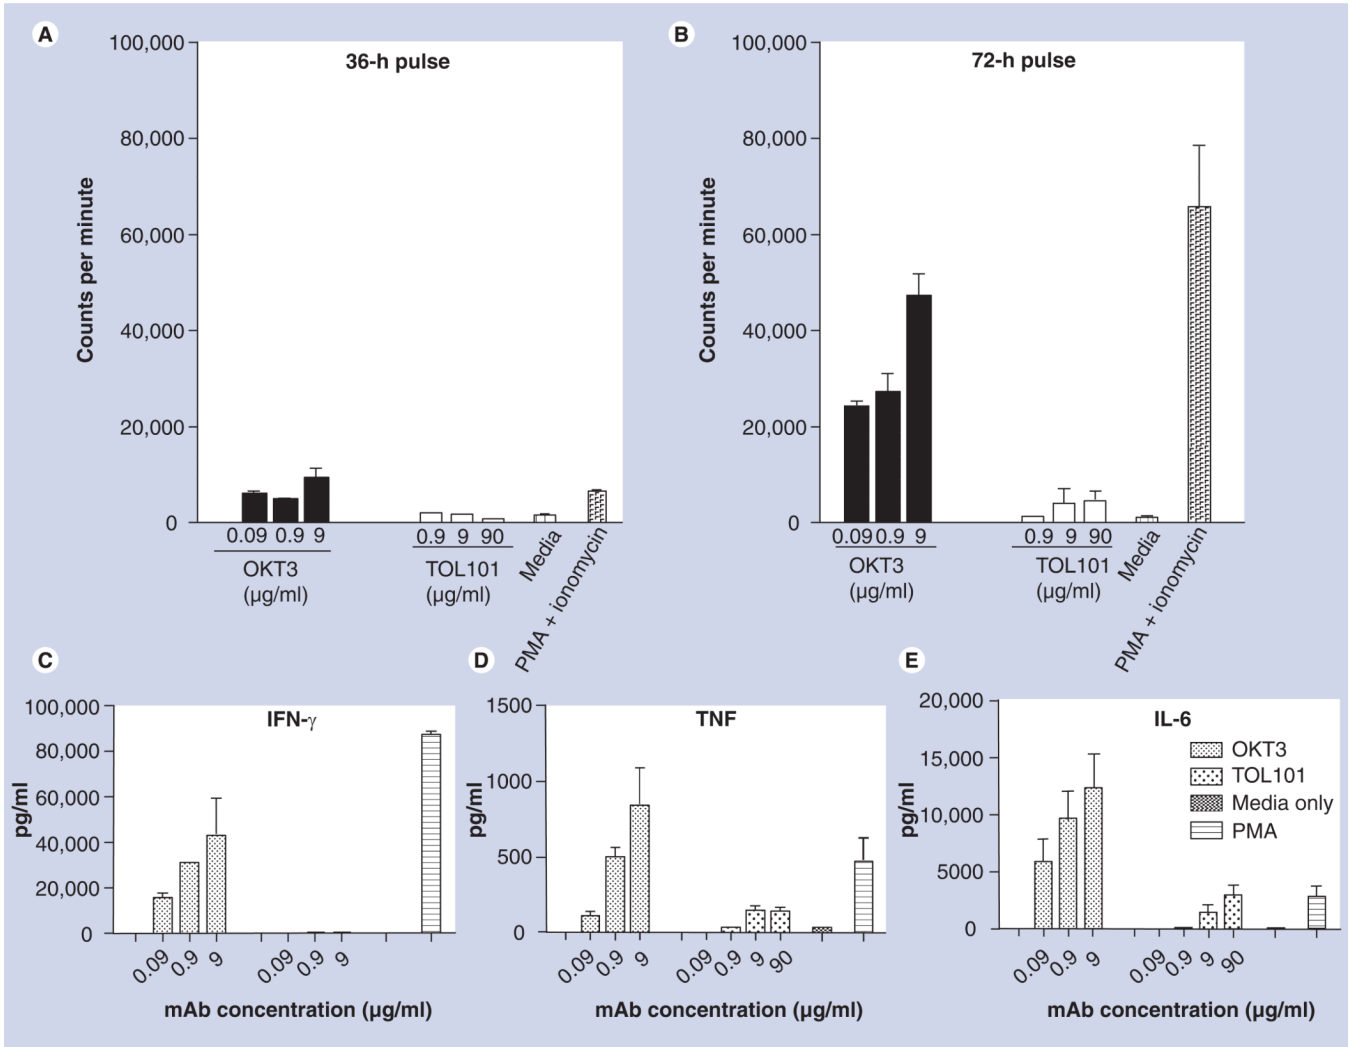 A
36-h pulse
Counts per minute
100,000
80,000
60,000
40,000
20,000
0
0.09 0.9 9
OKT3
(µg/ml)
0.9 9 90
TOL101
(µg/ml)
Media
PMA + ionomycin
B
72-h pulse
Counts per minute
100,000
80,000
60,000
40,000
20,000
0
0.09 0.9 9
OKT3
(µg/ml)
0.9 9 90
TOL101
(µg/ml)
Media
PMA + ionomycin
C
IFN-γ
pg/ml
100,000
80,000
60,000
40,000
20,000
0
0.09 0.9 9 0.09 0.9 9
mAb concentration (µg/ml)
D
TNF
pg/ml
1500
1000
500
0
0.09 0.9 9 0.09 0.9 9 90
mAb concentration (µg/ml)
E
IL-6
pg/ml
20,000
15,000
10,000
5000
0
OKT3
TOL101
Media only
PMA
0.09 0.9 9 0.09 0.9 9 90
mAb concentration (µg/ml)